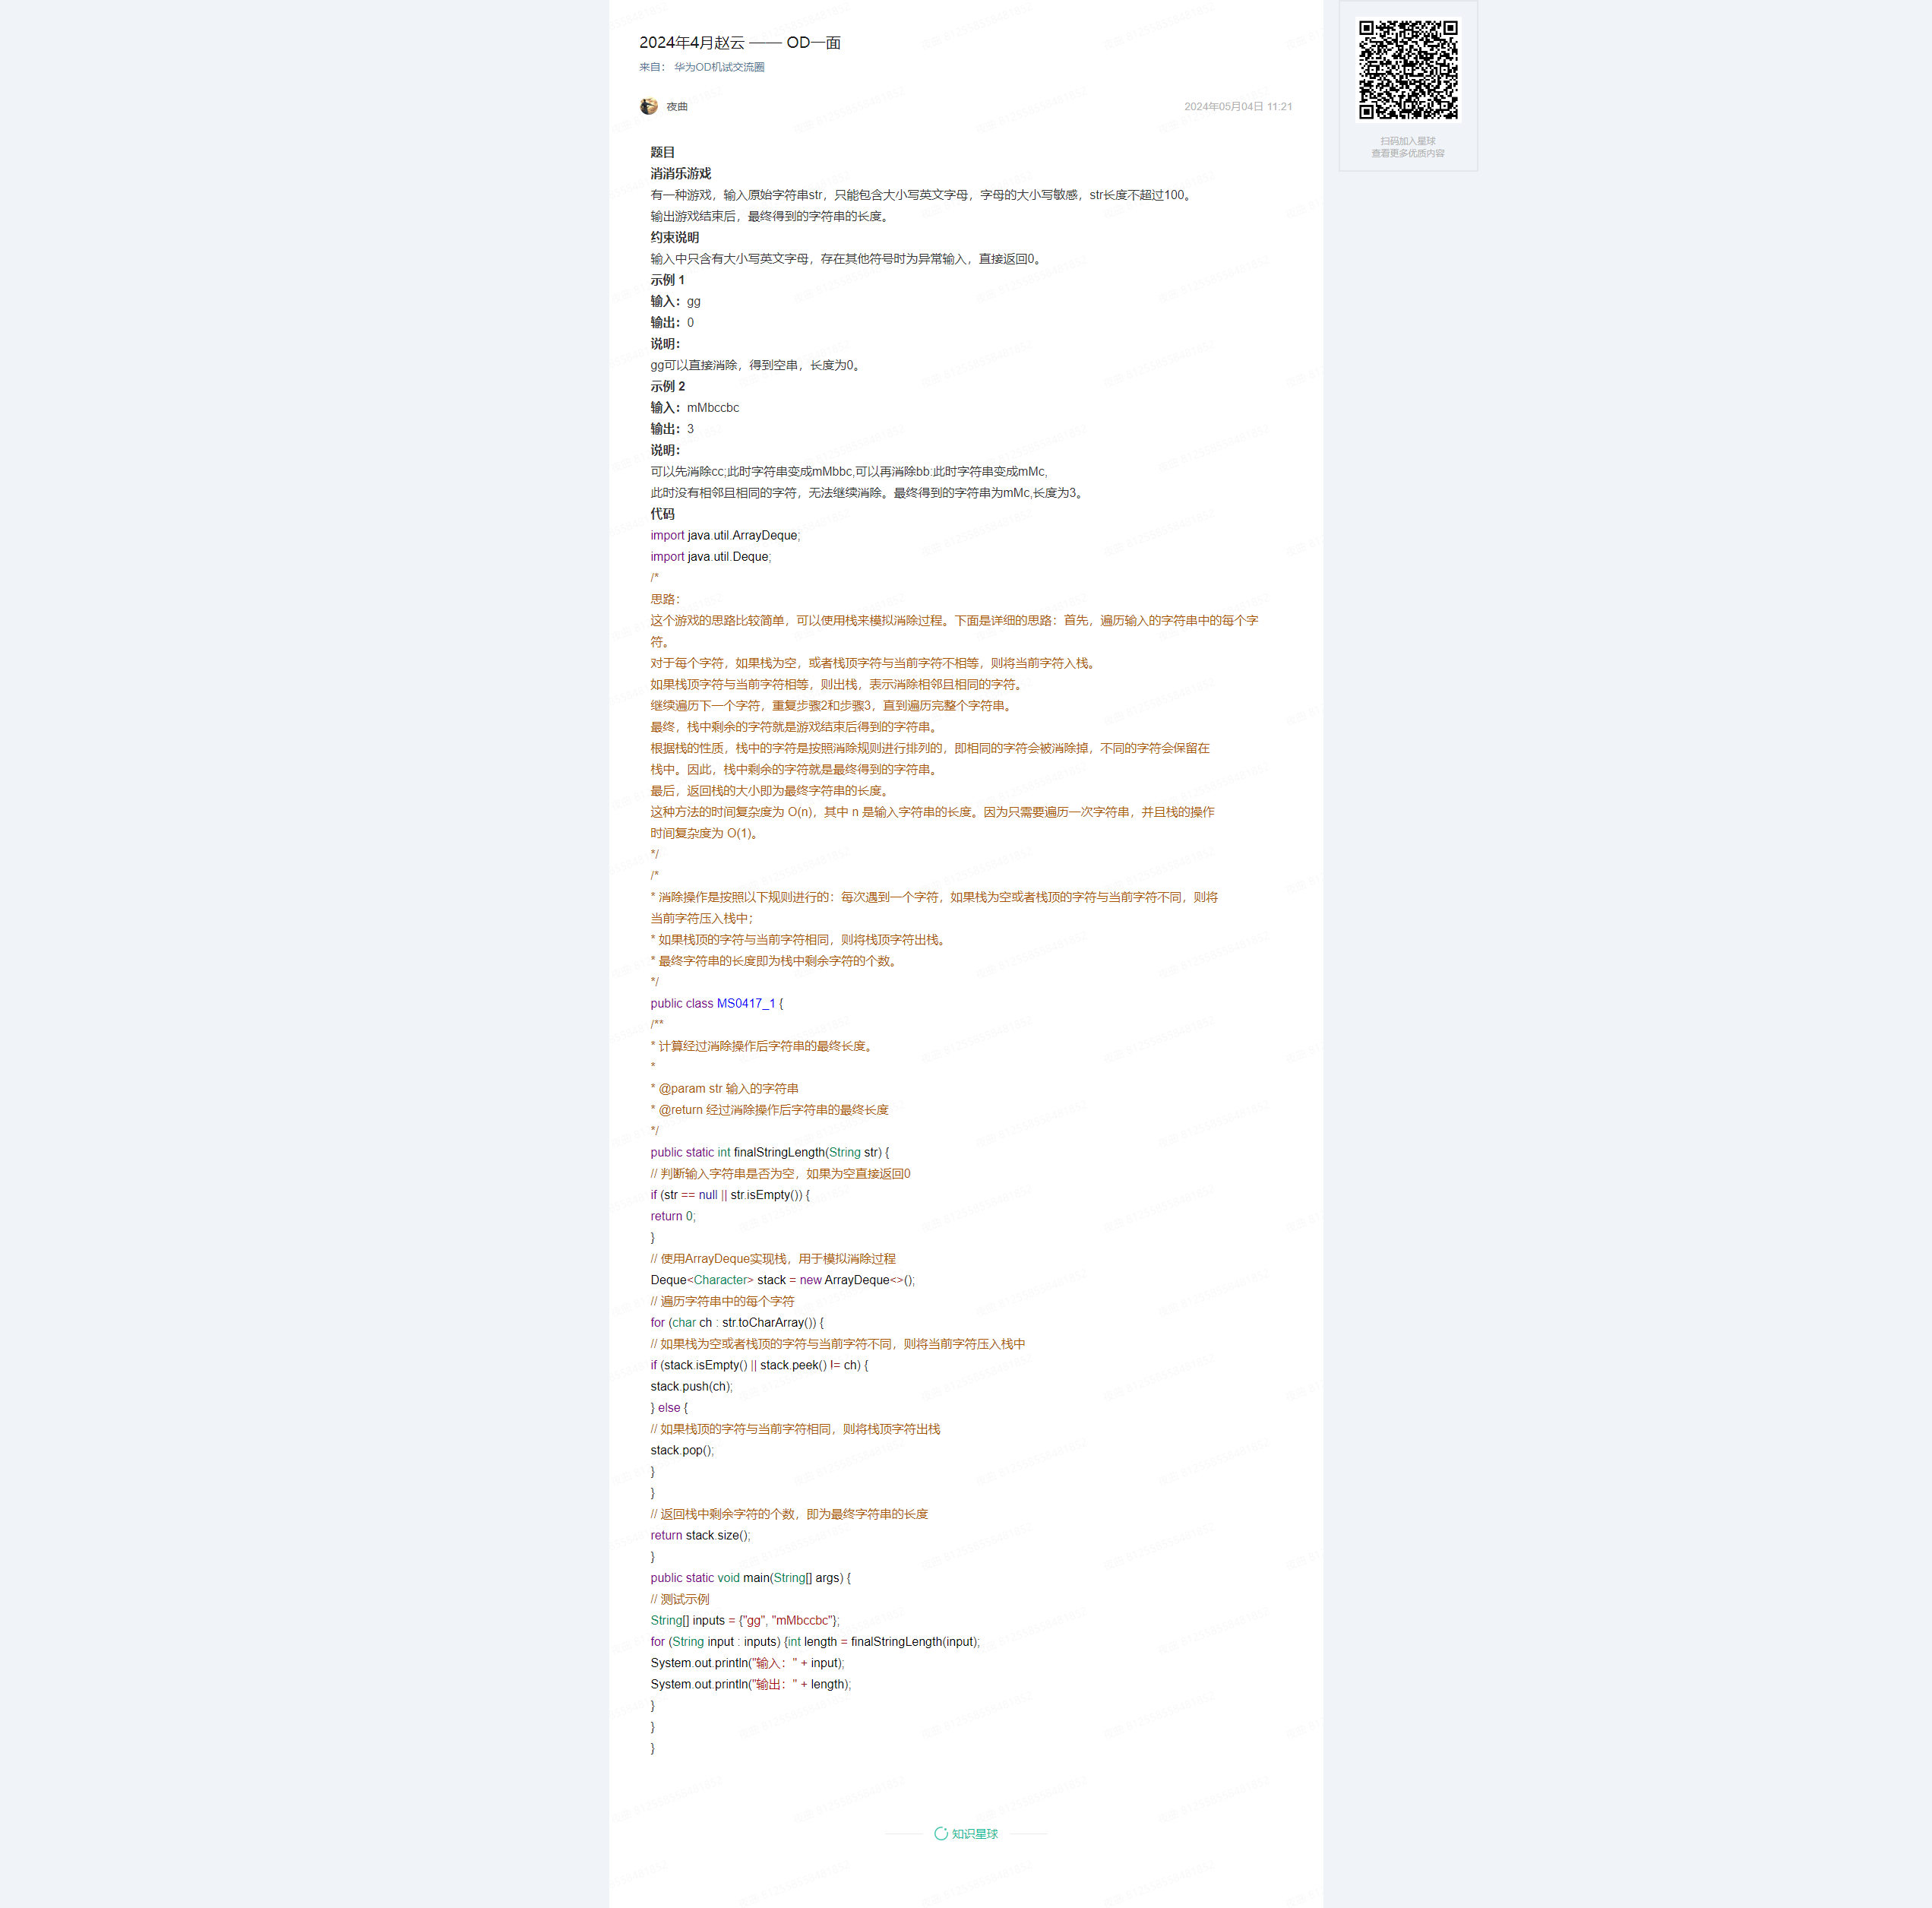 2024年4月赵云 —— OD一面
来自： 华为OD机试交流圈
夜曲
2024年05月04日 11:21
扫码加入星球
查看更多优质内容
题目
消消乐游戏
有一种游戏，输入原始字符串str，只能包含大小写英文字母，字母的大小写敏感，str长度不超过100。
输出游戏结束后，最终得到的字符串的长度。
约束说明
输入中只含有大小写英文字母，存在其他符号时为异常输入，直接返回0。
示例 1
输入：gg
输出：0
说明：
gg可以直接消除，得到空串，长度为0。
示例 2
输入：mMbccbc
输出：3
说明：
可以先消除cc;此时字符串变成mMbbc,可以再消除bb:此时字符串变成mMc,
此时没有相邻且相同的字符，无法继续消除。最终得到的字符串为mMc,长度为3。
代码
import java.util.ArrayDeque;
import java.util.Deque;
/*
思路：
这个游戏的思路比较简单，可以使用栈来模拟消除过程。下面是详细的思路：首先，遍历输入的字符串中的每个字
符。
对于每个字符，如果栈为空，或者栈顶字符与当前字符不相等，则将当前字符入栈。
如果栈顶字符与当前字符相等，则出栈，表示消除相邻且相同的字符。
继续遍历下一个字符，重复步骤2和步骤3，直到遍历完整个字符串。
最终，栈中剩余的字符就是游戏结束后得到的字符串。
根据栈的性质，栈中的字符是按照消除规则进行排列的，即相同的字符会被消除掉，不同的字符会保留在
栈中。因此，栈中剩余的字符就是最终得到的字符串。
最后，返回栈的大小即为最终字符串的长度。
这种方法的时间复杂度为 O(n)，其中 n 是输入字符串的长度。因为只需要遍历一次字符串，并且栈的操作
时间复杂度为 O(1)。
*/
/*
* 消除操作是按照以下规则进行的：每次遇到一个字符，如果栈为空或者栈顶的字符与当前字符不同，则将
当前字符压入栈中；
* 如果栈顶的字符与当前字符相同，则将栈顶字符出栈。
* 最终字符串的长度即为栈中剩余字符的个数。
*/
public class MS0417_1 {
/**
* 计算经过消除操作后字符串的最终长度。
*
* @param str 输入的字符串
* @return 经过消除操作后字符串的最终长度
*/
public static int finalStringLength(String str) {
// 判断输入字符串是否为空，如果为空直接返回0
if (str == null || str.isEmpty()) {
return 0;
}
// 使用ArrayDeque实现栈，用于模拟消除过程
Deque<Character> stack = new ArrayDeque<>();
// 遍历字符串中的每个字符
for (char ch : str.toCharArray()) {
// 如果栈为空或者栈顶的字符与当前字符不同，则将当前字符压入栈中
if (stack.isEmpty() || stack.peek() != ch) {
stack.push(ch);
} else {
// 如果栈顶的字符与当前字符相同，则将栈顶字符出栈
stack.pop();
}
}
// 返回栈中剩余字符的个数，即为最终字符串的长度
return stack.size();
}
public static void main(String[] args) {
// 测试示例
String[] inputs = {"gg", "mMbccbc"};
for (String input : inputs) {int length = finalStringLength(input);
System.out.println("输入：" + input);
System.out.println("输出：" + length);
}
}
}
知识星球